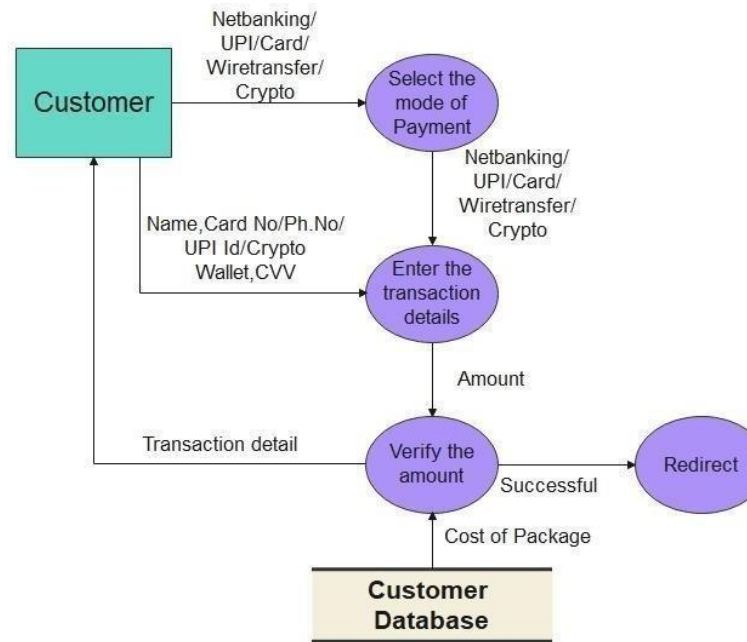 Netbanking/
UPI/Card/
Wiretransfer/
Crypto
Customer
Select the
mode of
Payment
Netbanking/
UPI/Card/
Wiretransfer/
Crypto
Name,Card No/Ph.No/
UPI Id/Crypto
Wallet,CVV
Enter the
transaction
details
Amount
Transaction detail
Verify the
amount
Successful
Redirect
Cost of Package
Customer
Database